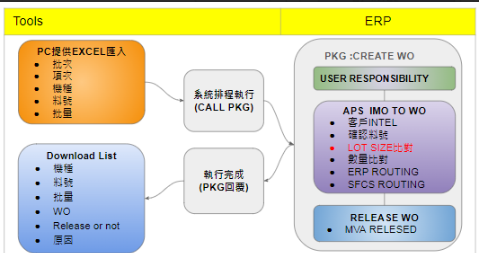 Tools
ERP
PC提供EXCEL匯入
批次
項次
機種
料號
批量
系統排程執行
(CALL PKG)
PKG :CREATE WO
USER RESPONSIBILITY
APS IMO TO WO
客戶INTEL
確認料號
LOT SIZE比對
數量比對
ERP ROUTING
SFCS ROUTING
Download List
機種
料號
批量
WO
Release or not
原因
執行完成
(PKG回覆)
RELEASE WO
MVA RELESED